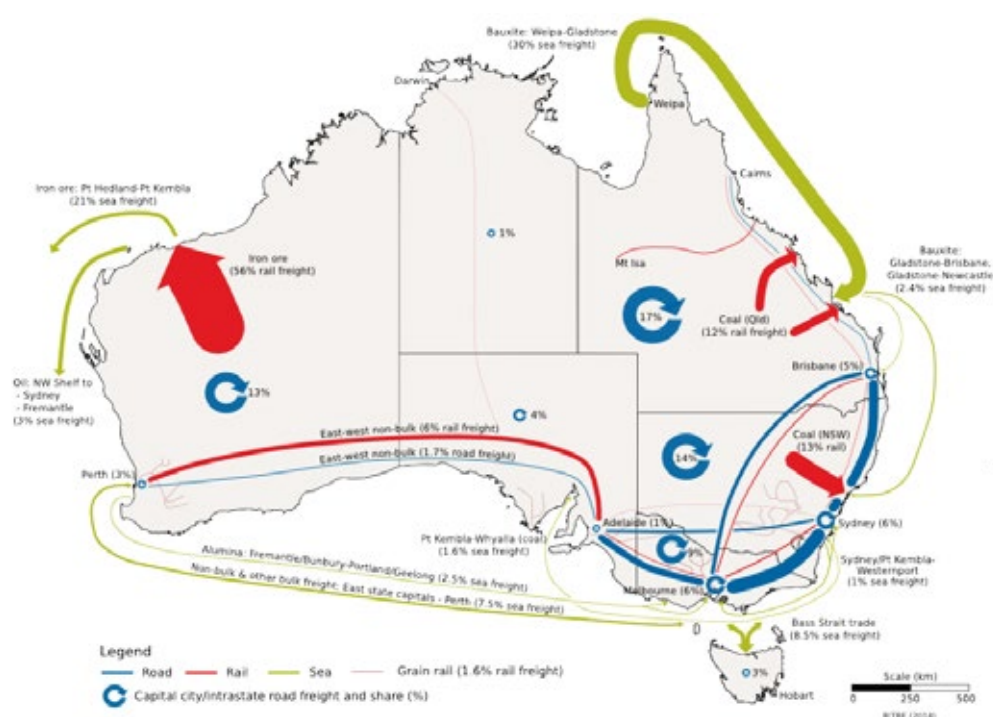 Bauxite: Weipa-Gladstone
(30% sea freight)
Darwin
Weipa
Cairns
Iron ore: Pt Hedland-Pt Kembla
(21% sea freight)
Iron ore
(56% rail freight)
1%
Mt Isa
Bauxite:
Gladstone-Brisbane,
Gladstone-Newcastle
(2.4% sea freight)
17%
Coal (Qld)
(12% rail freight)
Oil: NW Shelf to
- Sydney
- Fremantle
(3% sea freight)
13%
Brisbane (5%)
4%
East-west non-bulk (6% rail freight)
East-west non-bulk (1.7% road freight)
14%
Coal (NSW)
(13% rail)
Perth (3%)
Adelaide (1%)
Sydney (6%)
Pt Kembla-Whyalla (coal)
(1.6% sea freight)
9%
Melbourne (6%)
Alumina: Fremantle/Bunbury-Portland/Geelong (2.5% sea freight)
Non-bulk & other bulk freight: East state capitals - Perth (7.5% sea freight)
Sydney/Pt Kembla-
Westernport
(1% sea freight)
Bass Strait trade
(8.5% sea freight)
3%
Hobart
Legend
Road
Rail
Sea
Grain rail (1.6% rail freight)
Capital city/intrastate road freight and share (%)
Scale (km)
0 250 500